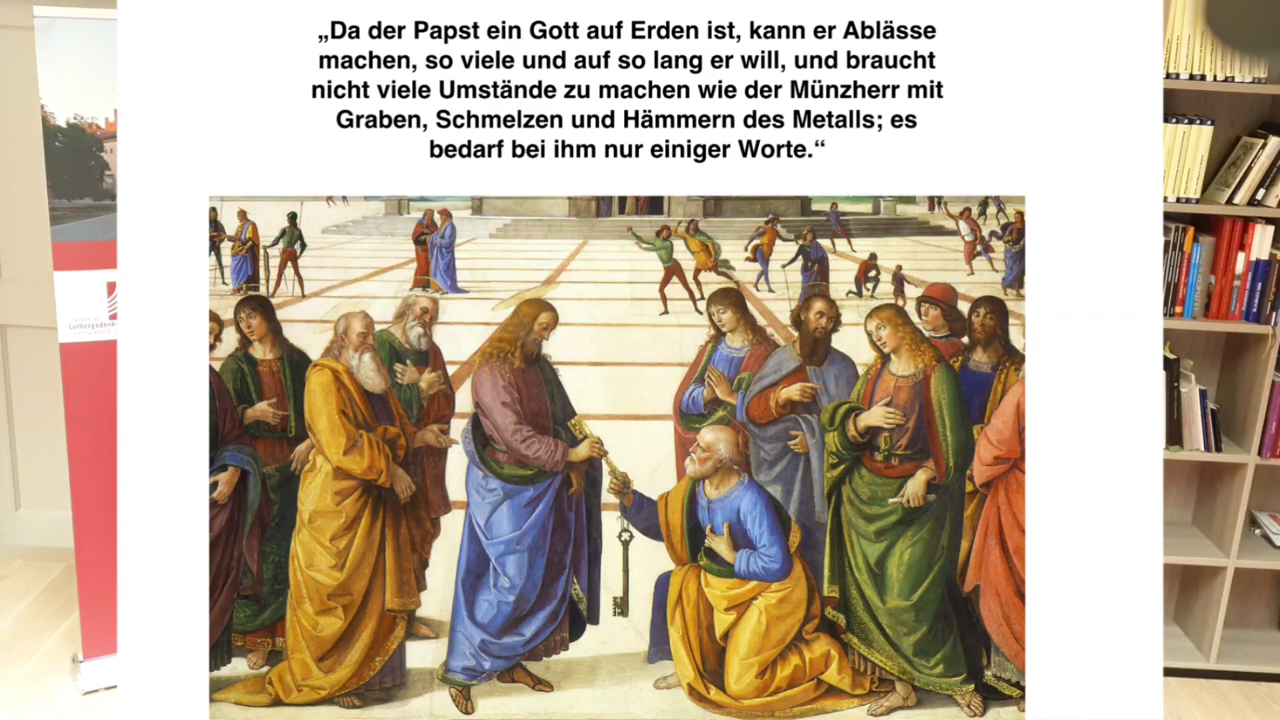 „Da der Papst ein Gott auf Erden ist, kann er Ablässe
machen, so viele und auf so lang er will, und braucht
nicht viele Umstände zu machen wie der Münzherr mit
Graben, Schmelzen und Hämmern des Metalls; es
bedarf bei ihm nur einiger Worte.“